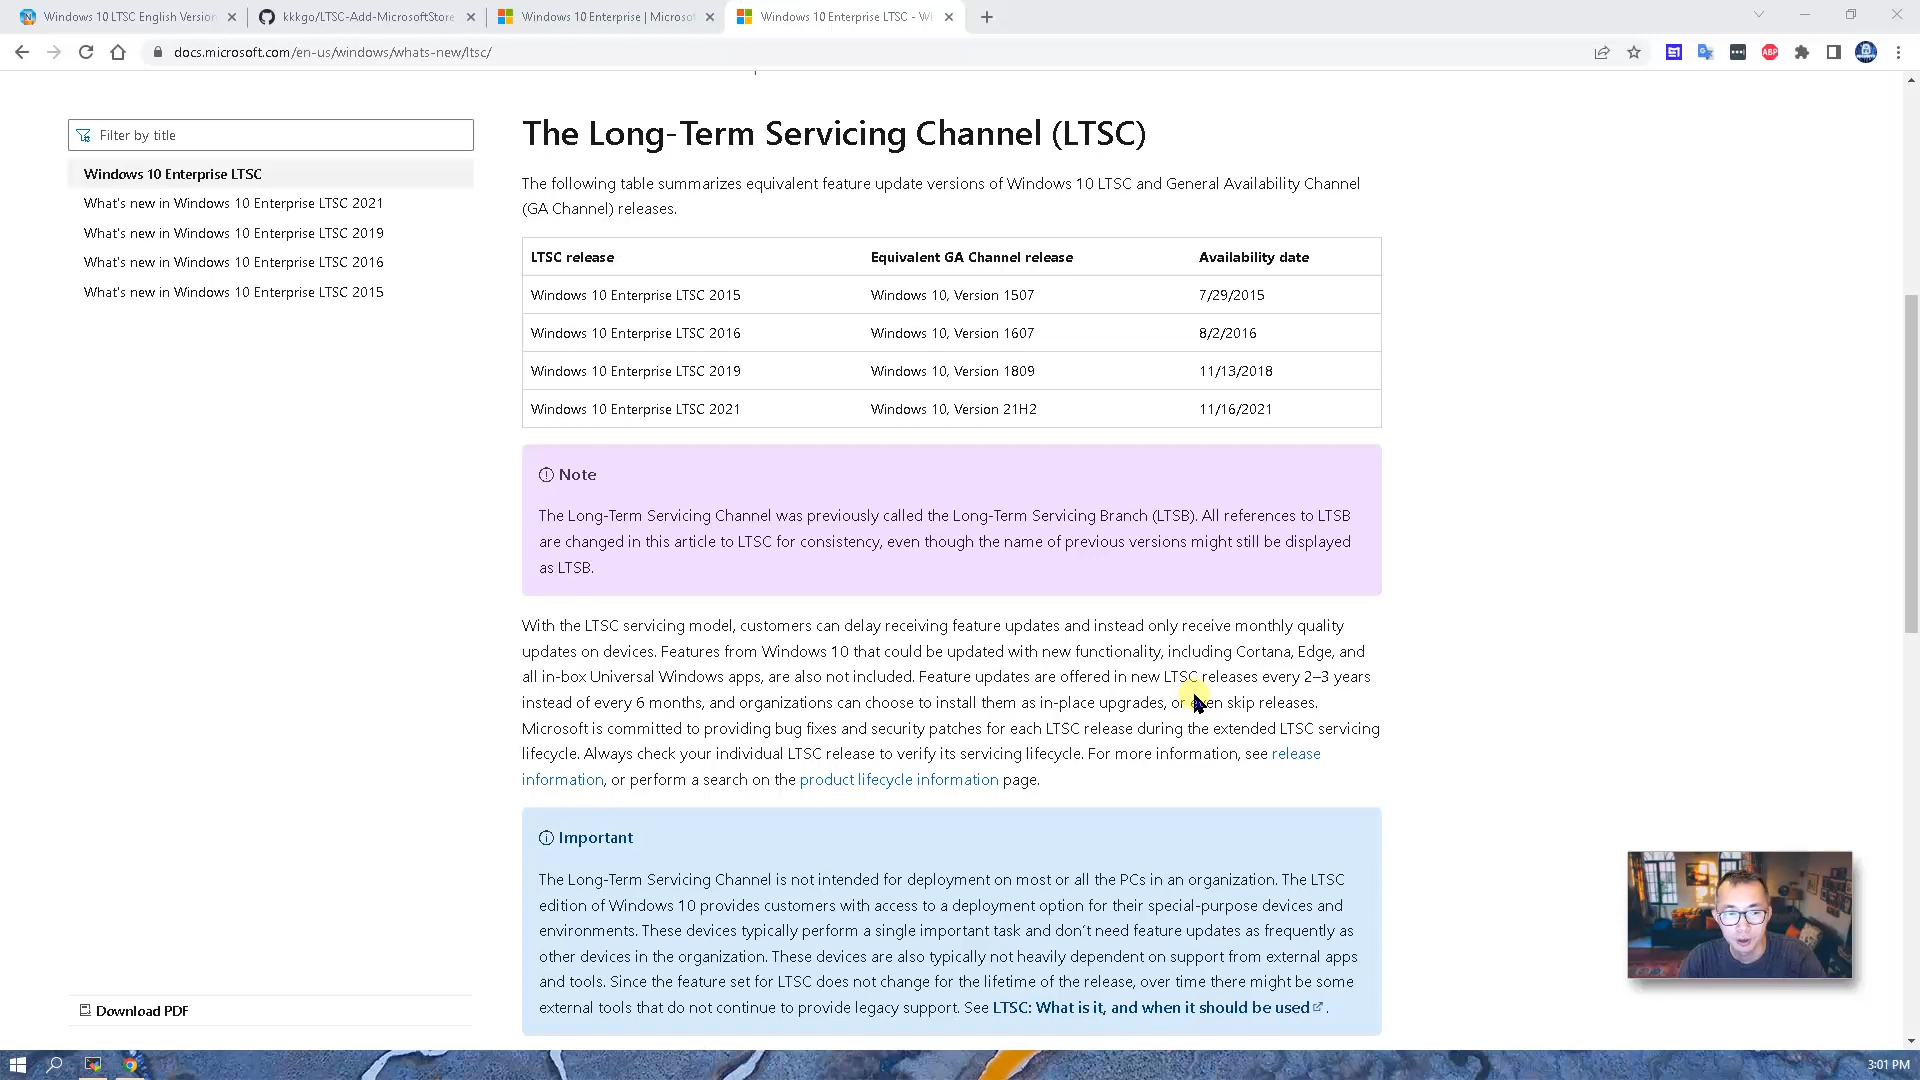 Windows 10 LTSC English Version
kkkgo/LTSC-Add-MicrosoftStore
Windows 10 Enterprise | Microsof
Windows 10 Enterprise LTSC - Wi
docs.microsoft.com/en-us/windows/whats-new/ltsc/
ABP
Filter by title
Windows 10 Enterprise LTSC
What's new in Windows 10 Enterprise LTSC 2021
What's new in Windows 10 Enterprise LTSC 2019
What's new in Windows 10 Enterprise LTSC 2016
What's new in Windows 10 Enterprise LTSC 2015
Download PDF
The Long-Term Servicing Channel (LTSC)
The following table summarizes equivalent feature update versions of Windows 10 LTSC and General Availability Channel
(GA Channel) releases.
LTSC release Equivalent GA Channel release Availability date
Windows 10 Enterprise LTSC 2015 Windows 10, Version 1507 7/29/2015
Windows 10 Enterprise LTSC 2016 Windows 10, Version 1607 8/2/2016
Windows 10 Enterprise LTSC 2019 Windows 10, Version 1809 11/13/2018
Windows 10 Enterprise LTSC 2021 Windows 10, Version 21H2 11/16/2021
Note
The Long-Term Servicing Channel was previously called the Long-Term Servicing Branch (LTSB). All references to LTSB
are changed in this article to LTSC for consistency, even though the name of previous versions might still be displayed
as LTSB.
With the LTSC servicing model, customers can delay receiving feature updates and instead only receive monthly quality
updates on devices. Features from Windows 10 that could be updated with new functionality, including Cortana, Edge, and
all in-box Universal Windows apps, are also not included. Feature updates are offered in new LTSC releases every 2–3 years
instead of every 6 months, and organizations can choose to install them as in-place upgrades, or even skip releases.
Microsoft is committed to providing bug fixes and security patches for each LTSC release during the extended LTSC servicing
lifecycle. Always check your individual LTSC release to verify its servicing lifecycle. For more information, see release
information, or perform a search on the product lifecycle information page.
Important
The Long-Term Servicing Channel is not intended for deployment on most or all the PCs in an organization. The LTSC
edition of Windows 10 provides customers with access to a deployment option for their special-purpose devices and
environments. These devices typically perform a single important task and don't need feature updates as frequently as
other devices in the organization. These devices are also typically not heavily dependent on support from external apps
and tools. Since the feature set for LTSC does not change for the lifetime of the release, over time there might be some
external tools that do not continue to provide legacy support. See LTSC: What is it, and when it should be used .
3:01 PM